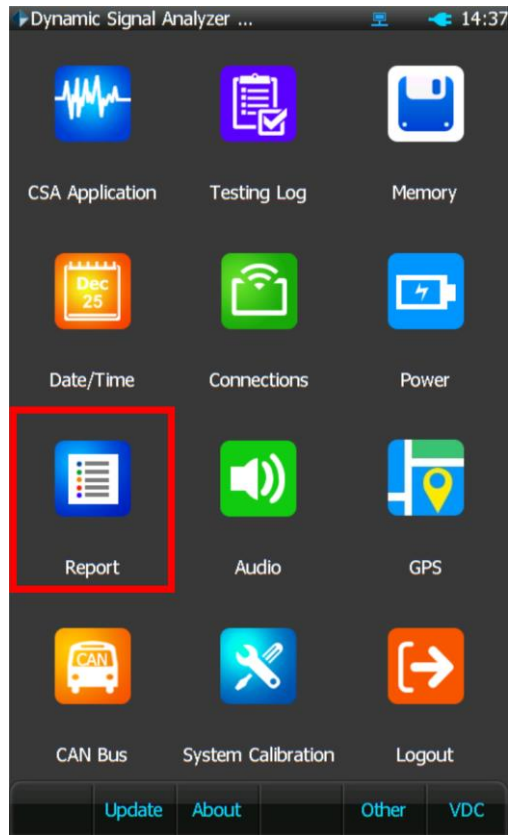 Dynamic Signal Analyzer ... 14:37
CSA Application Testing Log Memory
Dec
25
Date/Time Connections Power
Report Audio GPS
CAN
CAN Bus System Calibration Logout
Update About Other VDC